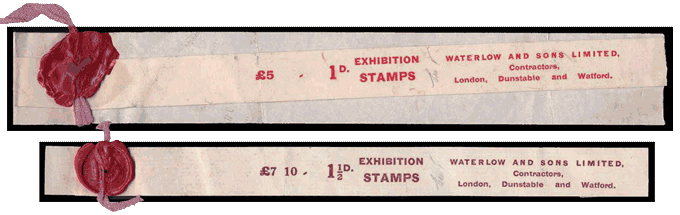 £5 - 1D. EXHIBITION STAMPS
WATERLOW AND SONS LIMITED,
Contractors,
London, Dunstable and Watford.
£7 10 - 1½D. EXHIBITION STAMPS
WATERLOW AND SONS LIMITED,
Contractors,
London, Dunstable and Watford.